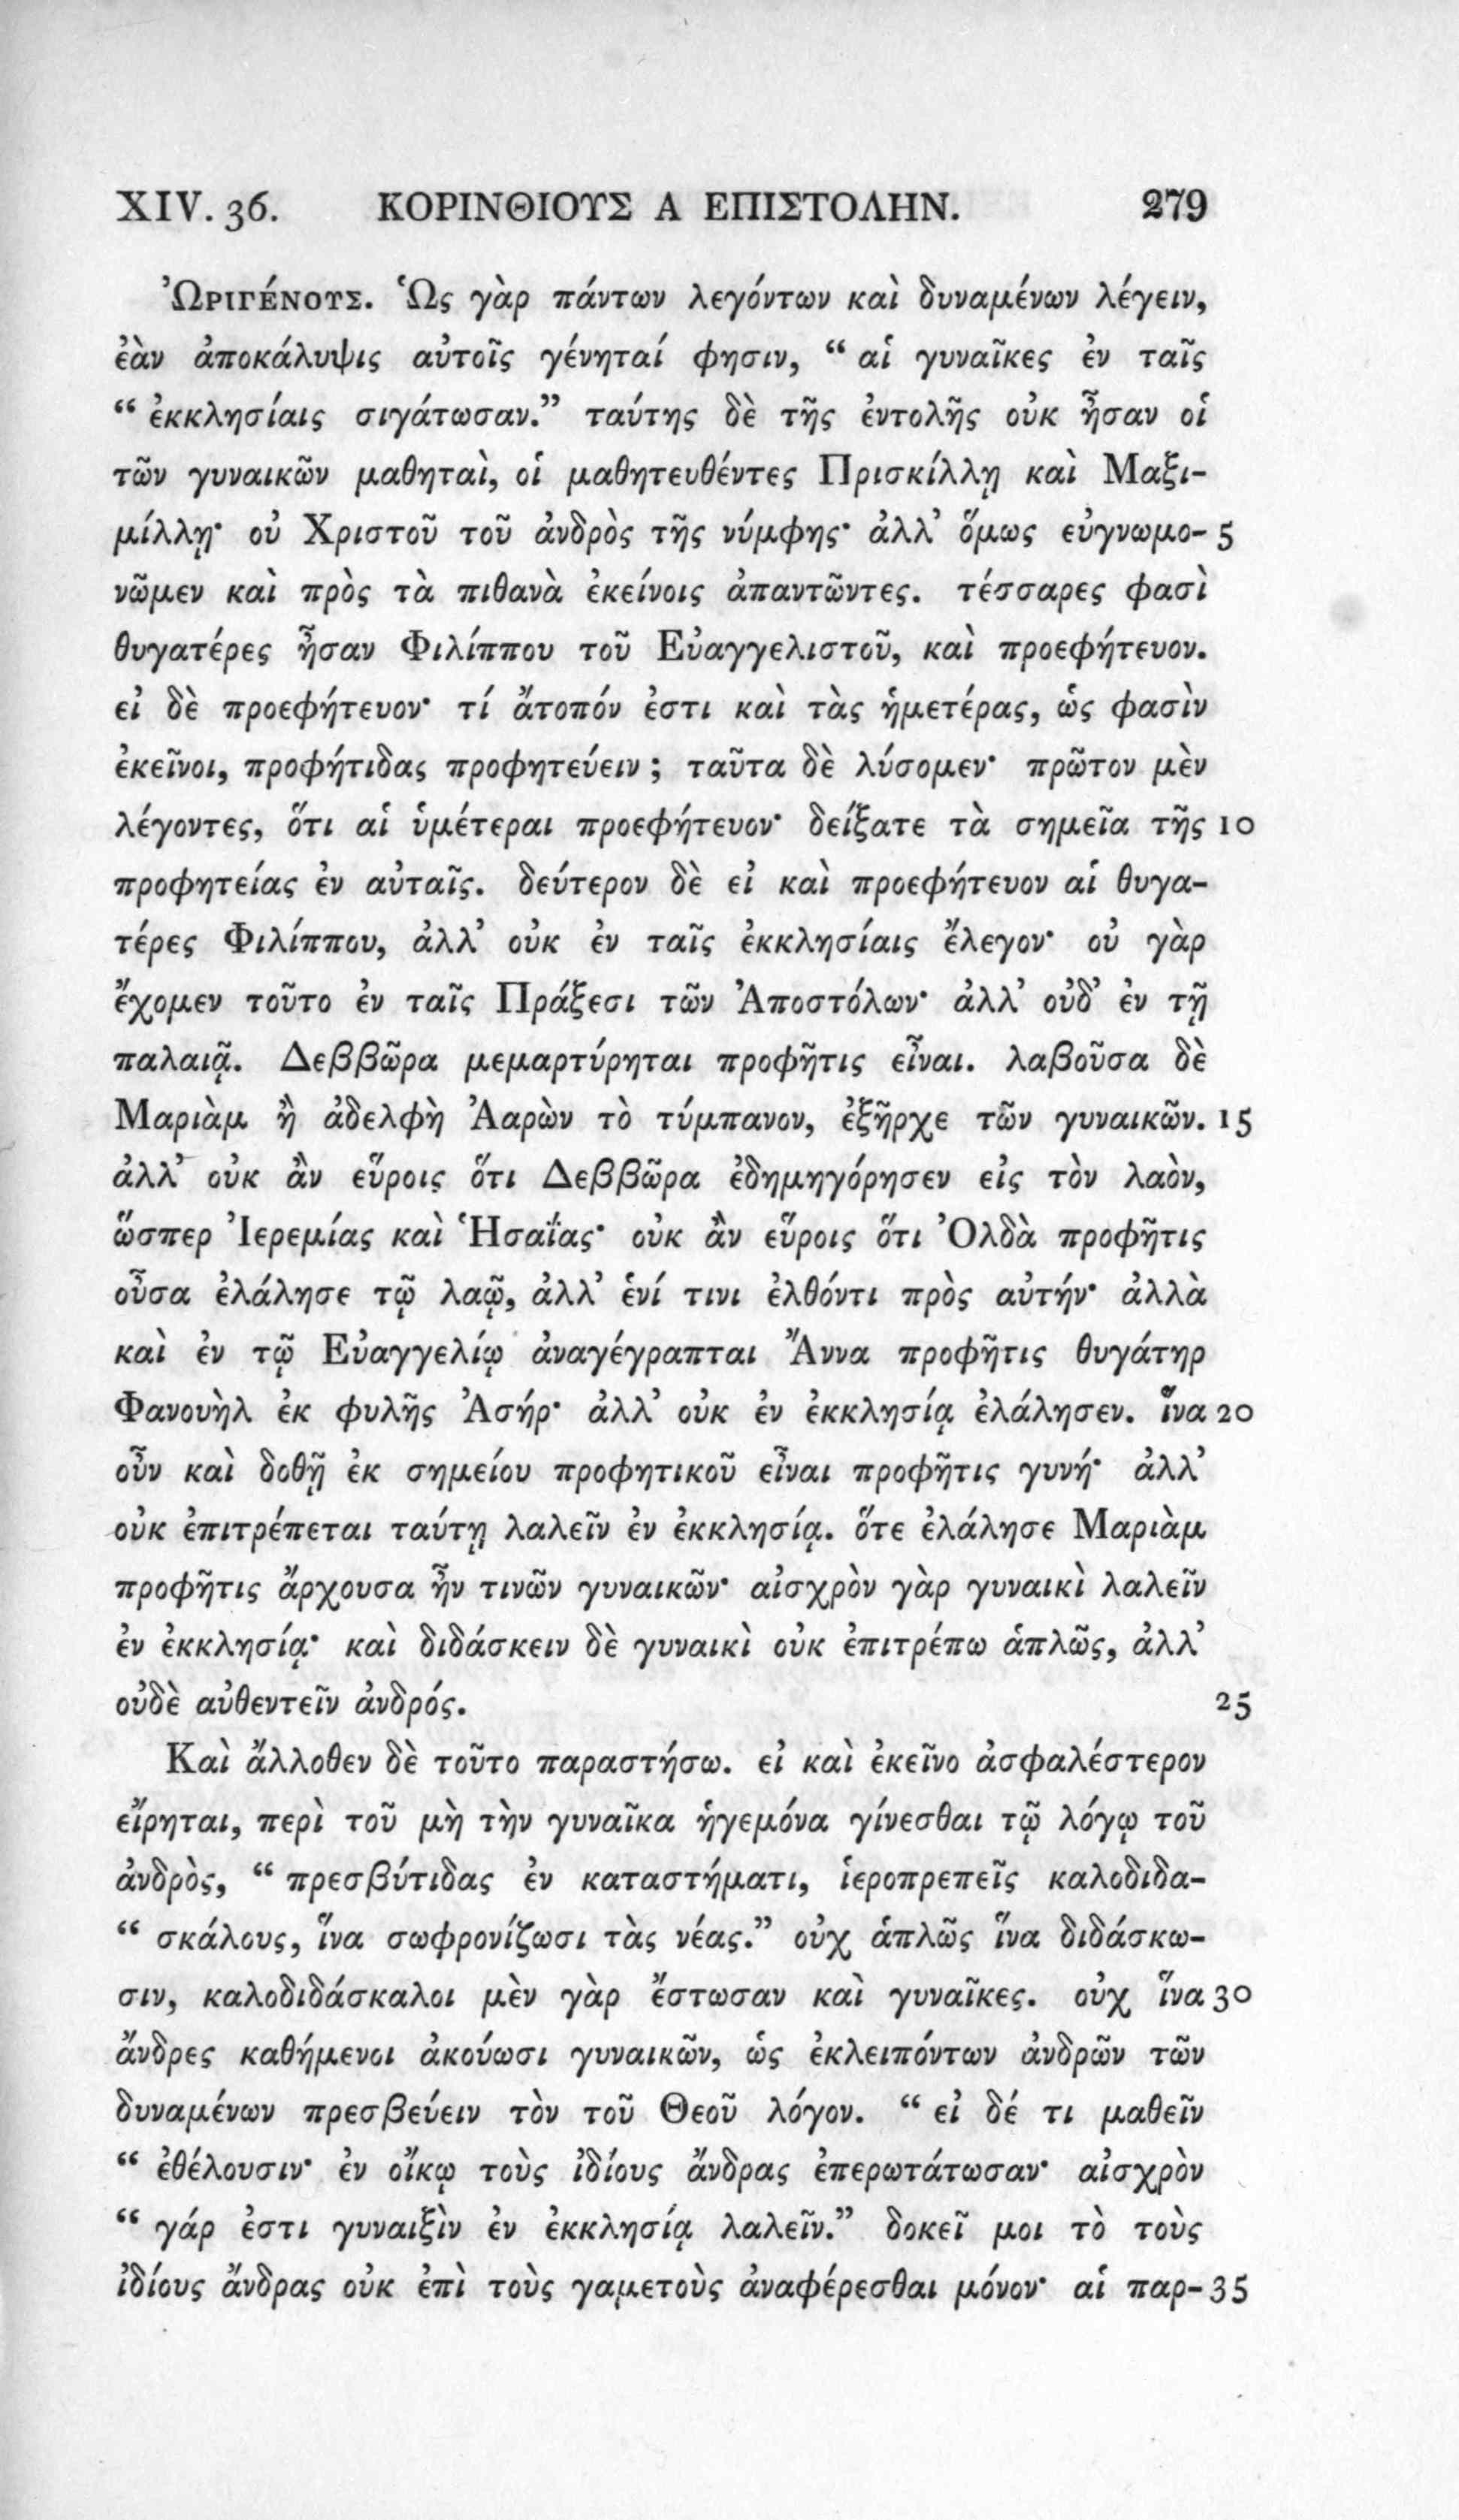 XIV. 36. ΚΟΡΙΝΘΙΟΥΣ Α ΕΠΙΣΤΟΛΗΝ. 279
ὨΡΙΓΈΝΟΥΣ. Ὡς γὰρ πάντων λεγόντων καὶ δυναμένων λέγειν,
ἐὰν ἀποκάλυψις αὐτοῖς γένηταί φησιν, “ αἱ γυναῖκες ἐν ταῖς
“ ἐκκλησίαις σιγάτωσαν.” ταύτης δὲ τῆς ἐντολῆς οὐκ ἦσαν οἱ
τῶν γυναικῶν μαθηταὶ, οἱ μαθητευθέντες Πρισκίλλῃ καὶ Μαξι-
μίλλῃ· οὐ Χριστοῦ τοῦ ἀνδρὸς τῆς νύμφης· ἀλλ’ ὅμως εὐγνωμο- 5
νῶμεν καὶ πρὸς τὰ πιθανὰ ἐκείνοις ἀπαντῶντες. τέσσαρες φασὶ
θυγατέρες ἦσαν Φιλίππου τοῦ Εὐαγγελιστοῦ, καὶ προεφήτευον.
εἰ δὲ προεφήτευον· τί ἄτοπόν ἐστι καὶ τὰς ἡμετέρας, ὥς φασὶν
ἐκεῖνοι, προφήτιδας προφητεύειν ; ταῦτα δὲ λύσομεν· πρῶτον μὲν
λέγοντες, ὅτι αἱ ὑμέτεραι προεφήτευον· δείξατε τὰ σημεῖα τῆς 10
προφητείας ἐν αὐταῖς. δεύτερον δὲ εἰ καὶ προεφήτευον αἱ θυγα-
τέρες Φιλίππου, ἀλλ’ οὐκ ἐν ταῖς ἐκκλησίαις ἔλεγον· οὐ γὰρ
ἔχομεν τοῦτο ἐν ταῖς Πράξεσι τῶν Ἀποστόλων· ἀλλ’ οὐδ’ ἐν τῇ
παλαιᾷ. Δεββῶρα μεμαρτύρηται προφῆτις εἶναι. λαβοῦσα δὲ
Μαριὰμ ἢ ἀδελφὴ Ἀαρὼν τὸ τύμπανον, ἐξῆρχε τῶν γυναικῶν. 15
ἀλλ’ οὐκ ἂν εὕροις ὅτι Δεββῶρα ἐδημηγόρησεν εἰς τὸν λαὸν,
ὥσπερ Ἰερεμίας καὶ Ἡσαΐας· οὐκ ἂν εὕροις ὅτι Ὀλδὰ προφῆτις
οὖσα ἐλάλησε τῷ λαῷ, ἀλλ’ ἑνί τινι ἐλθόντι πρὸς αὐτήν· ἀλλὰ
καὶ ἐν τῷ Εὐαγγελίῳ ἀναγέγραπται Ἄννα προφῆτις θυγάτηρ
Φανουὴλ ἐκ φυλῆς Ἀσήρ· ἀλλ’ οὐκ ἐν ἐκκλησίᾳ ἐλάλησεν. ἵνα 20
οὖν καὶ δοθῇ ἐκ σημείου προφητικοῦ εἶναι προφῆτις γυνή· ἀλλ’
οὐκ ἐπιτρέπεται ταύτῃ λαλεῖν ἐν ἐκκλησίᾳ. ὅτε ἐλάλησε Μαριὰμ
προφῆτις ἄρχουσα ἦν τινῶν γυναικῶν· αἰσχρὸν γὰρ γυναικὶ λαλεῖν
ἐν ἐκκλησίᾳ· καὶ διδάσκειν δὲ γυναικὶ οὐκ ἐπιτρέπω ἁπλῶς, ἀλλ’
οὐδὲ αὐθεντεῖν ἀνδρός. 25
Καὶ ἄλλοθεν δὲ τοῦτο παραστήσω. εἰ καὶ ἐκεῖνο ἀσφαλέστερον
εἴρηται, περὶ τοῦ μὴ τὴν γυναῖκα ἡγεμόνα γίνεσθαι τῷ λόγῳ τοῦ
ἀνδρὸς, “ πρεσβύτιδας ἐν καταστήματι, ἱεροπρεπεῖς καλοδιδα-
“ σκάλους, ἵνα σωφρονίζωσι τὰς νέας.” οὐχ ἁπλῶς ἵνα διδάσκω-
σιν, καλοδιδάσκαλοι μὲν γὰρ ἔστωσαν καὶ γυναῖκες. οὐχ ἵνα 30
ἄνδρες καθήμενοι ἀκούωσι γυναικῶν, ὡς ἐκλειπόντων ἀνδρῶν τῶν
δυναμένων πρεσβεύειν τὸν τοῦ Θεοῦ λόγον. “ εἰ δέ τι μαθεῖν
“ ἐθέλουσιν· ἐν οἴκῳ τοὺς ἰδίους ἄνδρας ἐπερωτάτωσαν· αἰσχρὸν
“ γάρ ἐστι γυναιξὶν ἐν ἐκκλησίᾳ λαλεῖν.” δοκεῖ μοι τὸ τοὺς
ἰδίους ἄνδρας οὐκ ἐπὶ τοὺς γαμετοὺς ἀναφέρεσθαι μόνον· αἱ παρ- 35